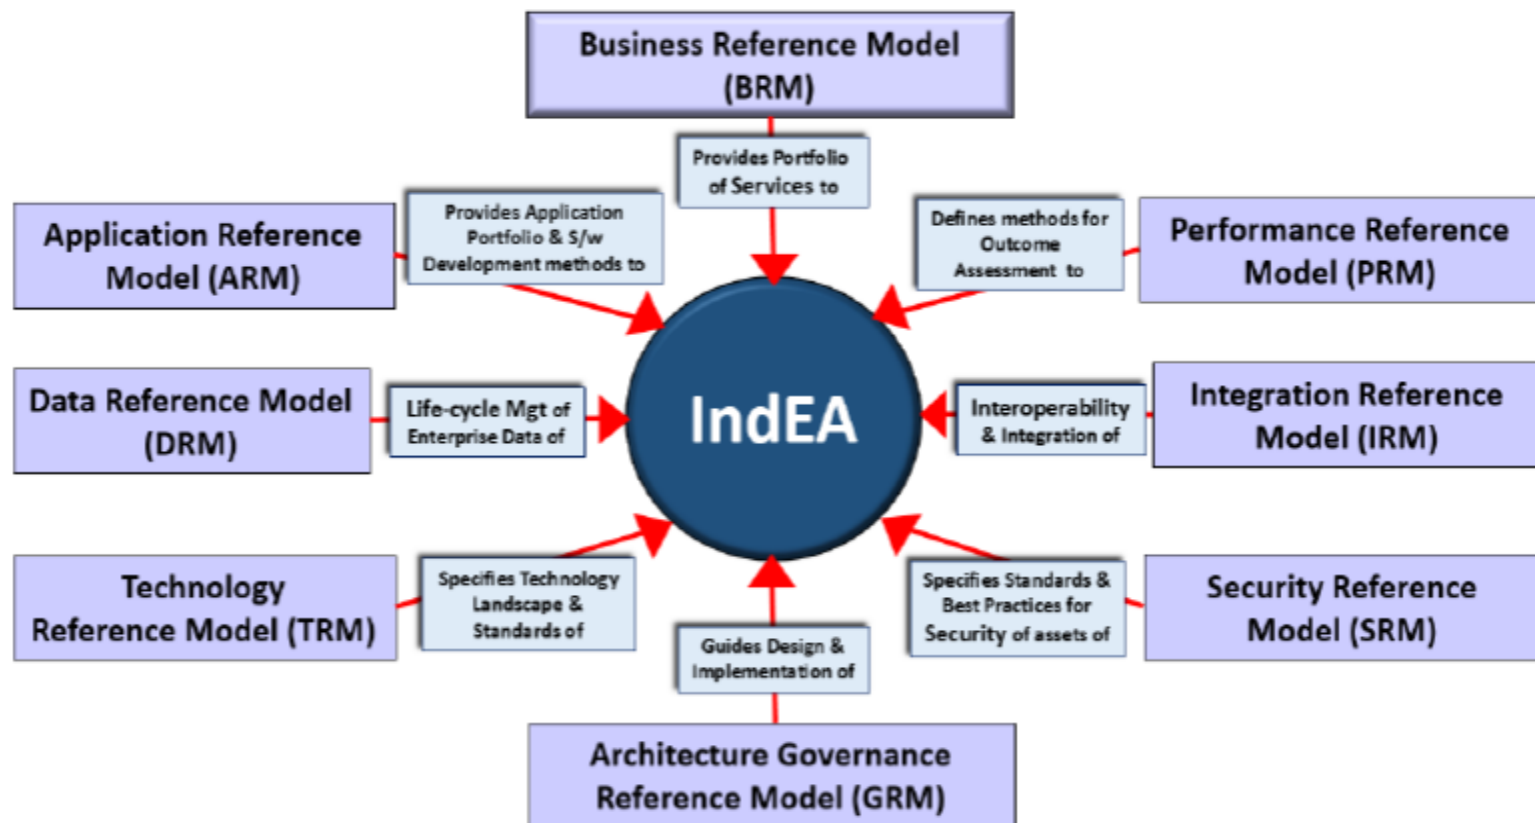 Business Reference Model
(BRM)
Provides Portfolio
of Services to
Application Reference
Model (ARM)
Provides Application
Portfolio & S/w
Development methods to
Defines methods for
Outcome
Assessment to
Performance Reference
Model (PRM)
Data Reference Model
(DRM)
Life-cycle Mgt of
Enterprise Data of
IndEA
Interoperability
& Integration of
Integration Reference
Model (IRM)
Technology
Reference Model (TRM)
Specifies Technology
Landscape &
Standards of
Guides Design &
Implementation of
Specifies Standards &
Best Practices for
Security of assets of
Security Reference
Model (SRM)
Architecture Governance
Reference Model (GRM)